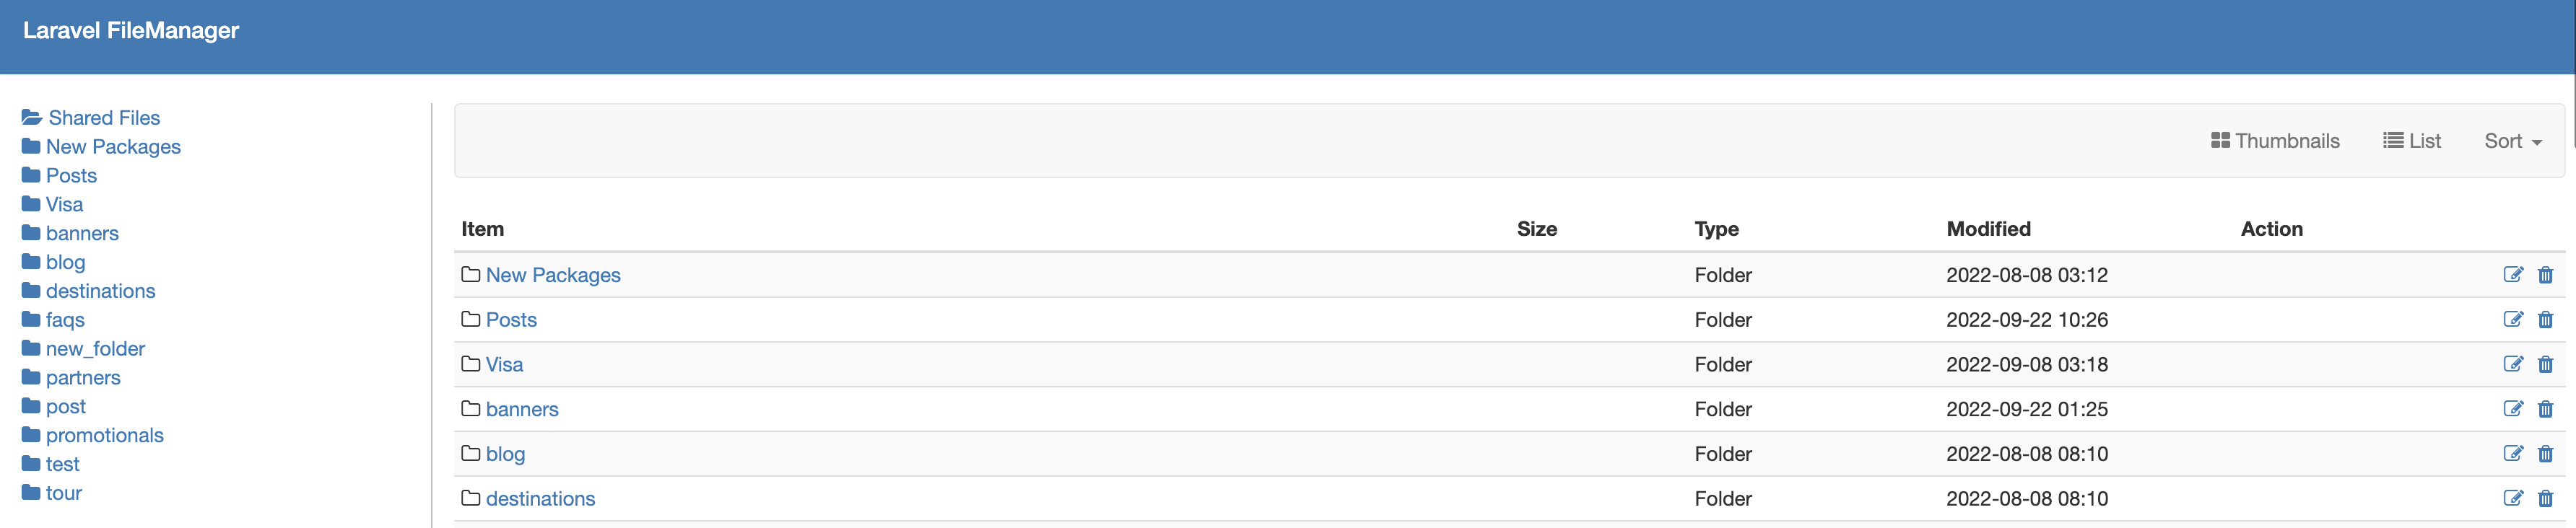 Laravel FileManager
Shared Files
New Packages
Posts
Visa
banners
blog
destinations
faqs
new_folder
partners
post
promotionals
test
tour
Thumbnails List Sort
Item Size Type Modified Action
New Packages Folder 2022-08-08 03:12
Posts Folder 2022-09-22 10:26
Visa Folder 2022-09-08 03:18
banners Folder 2022-09-22 01:25
blog Folder 2022-08-08 08:10
destinations Folder 2022-08-08 08:10